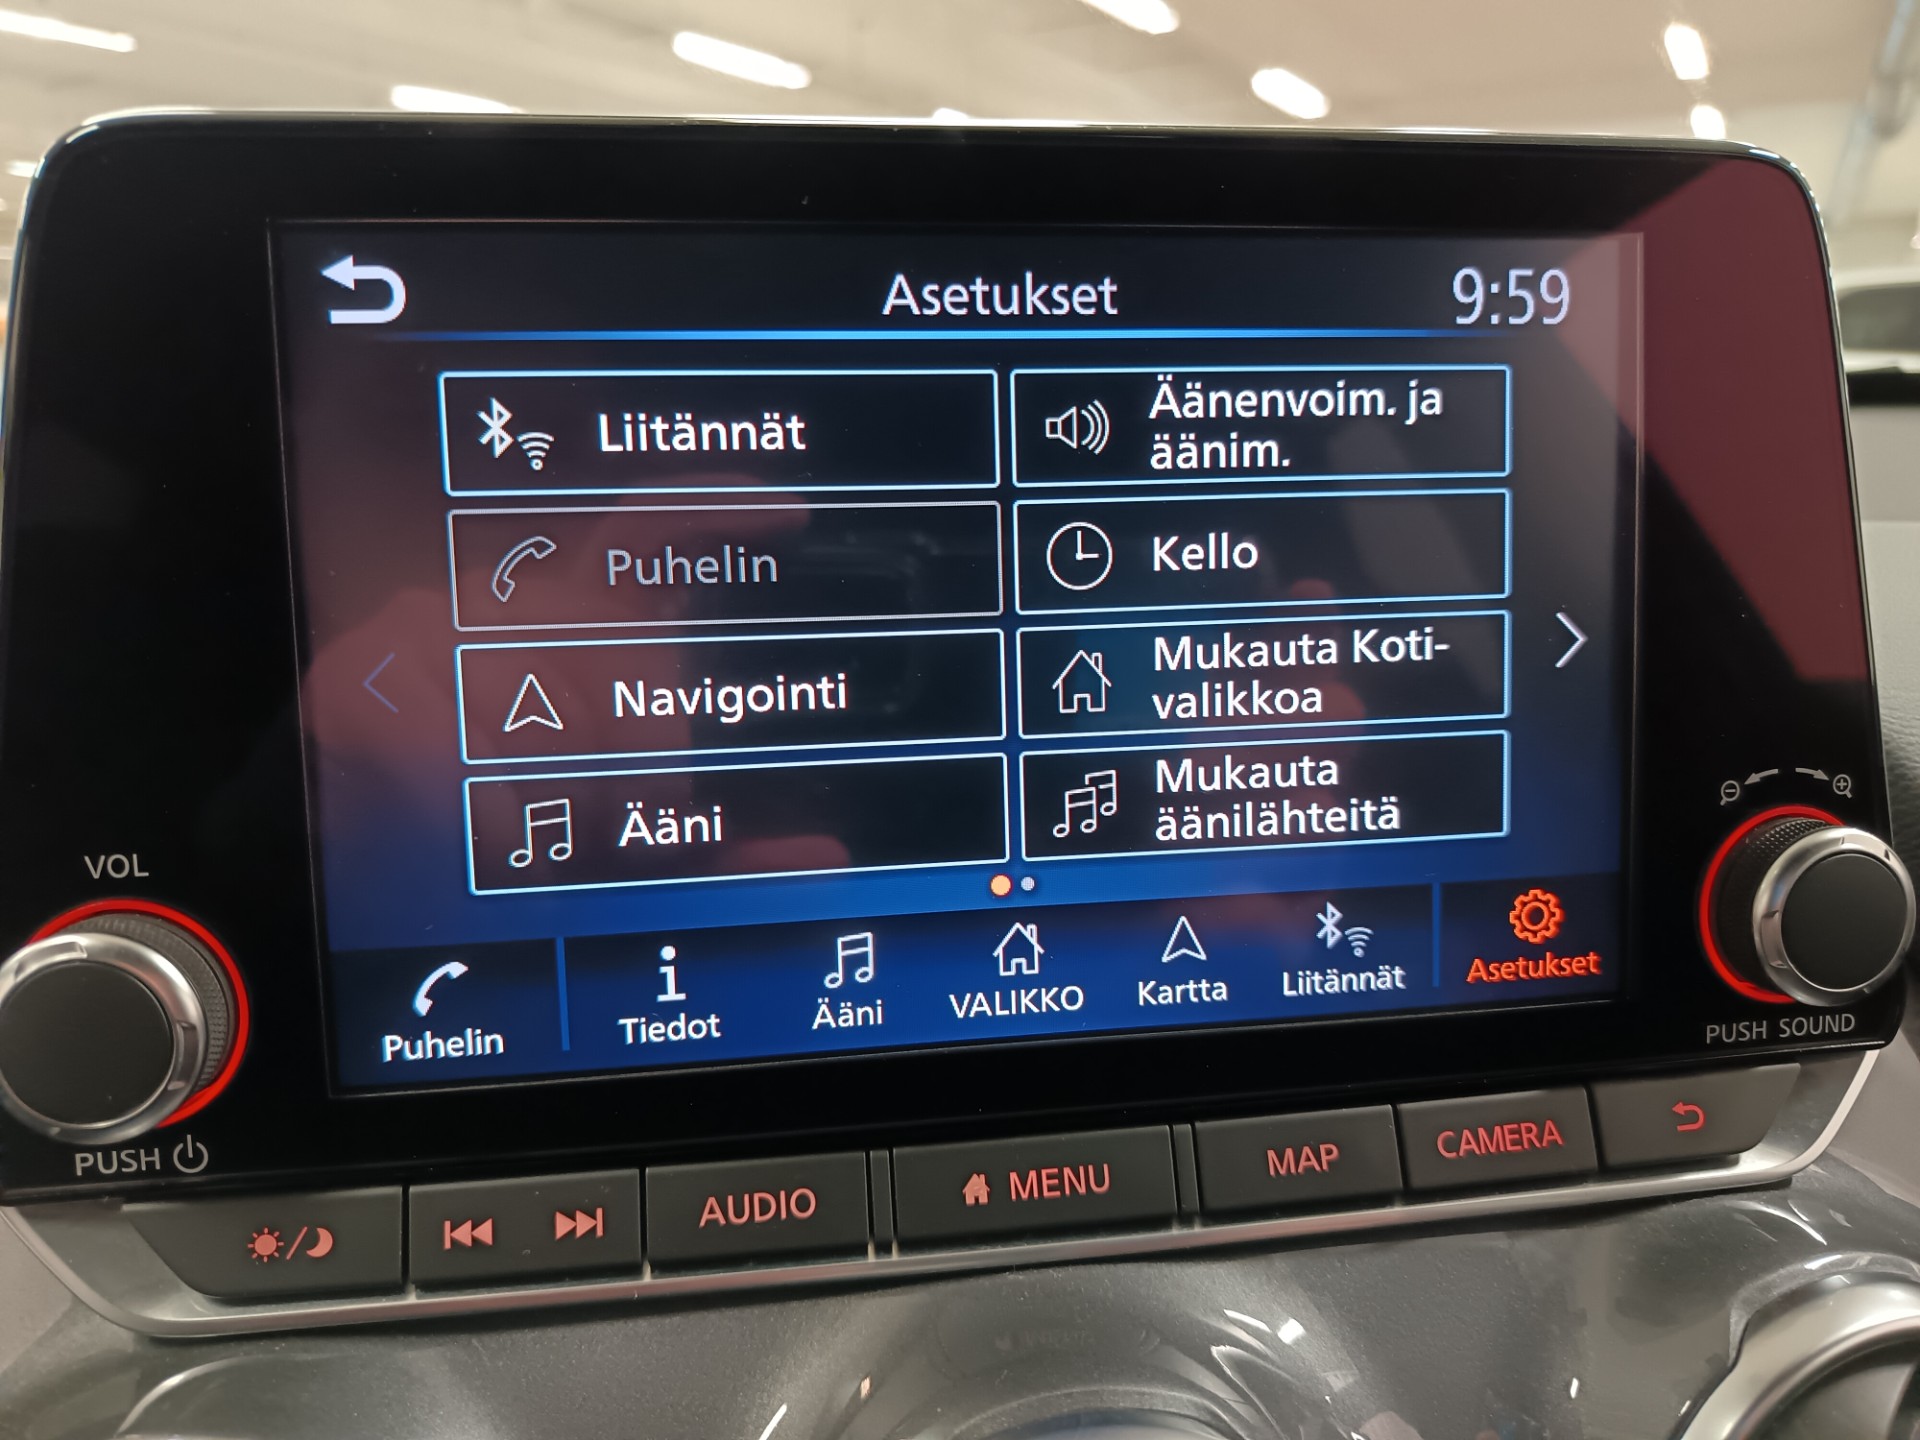 Asetukset
9:59
Liitännät
Äänenvoim. ja
äänim.
Puhelin
Kello
Navigointi
Mukauta Koti-
valikkoa
Ääni
Mukauta
äänilähteitä
Puhelin
Tiedot
Ääni
VALIKKO
Kartta
Liitännät
Asetukset
VOL
PUSH
PUSH SOUND
AUDIO
MENU
MAP
CAMERA